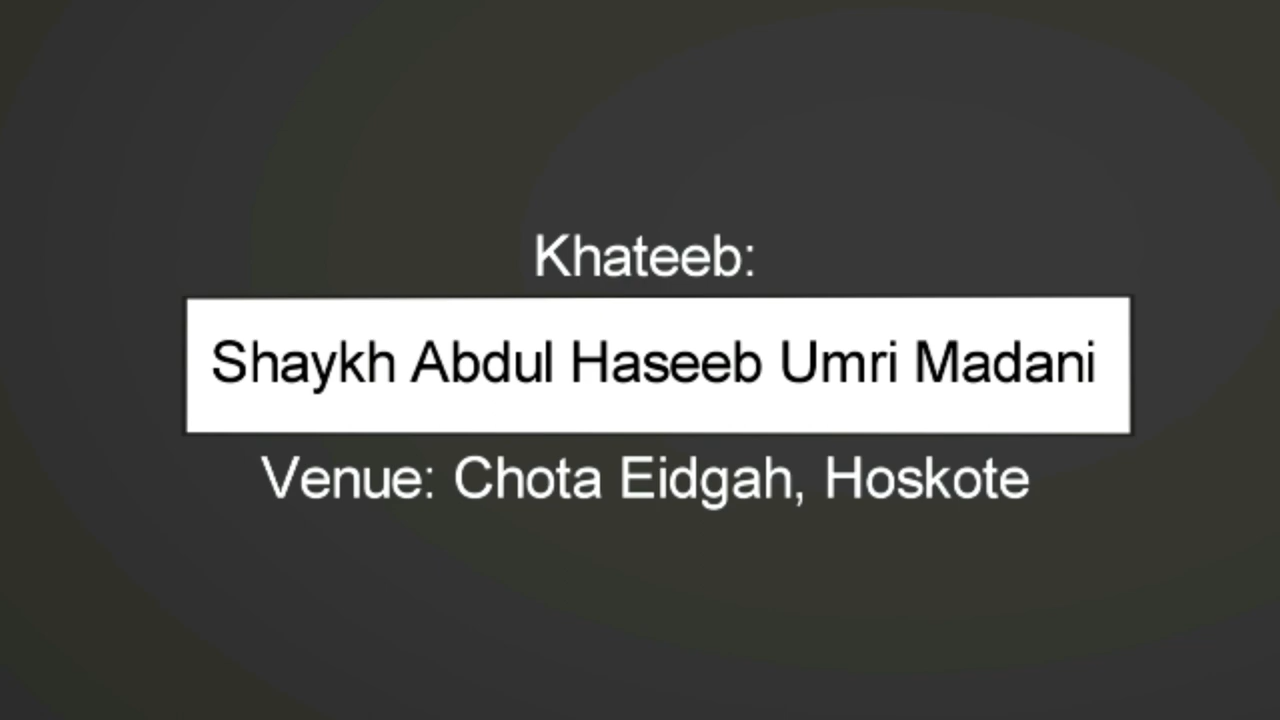 Khateeb:
Shaykh Abdul Haseeb Umri Madani
Venue: Chota Eidgah, Hoskote